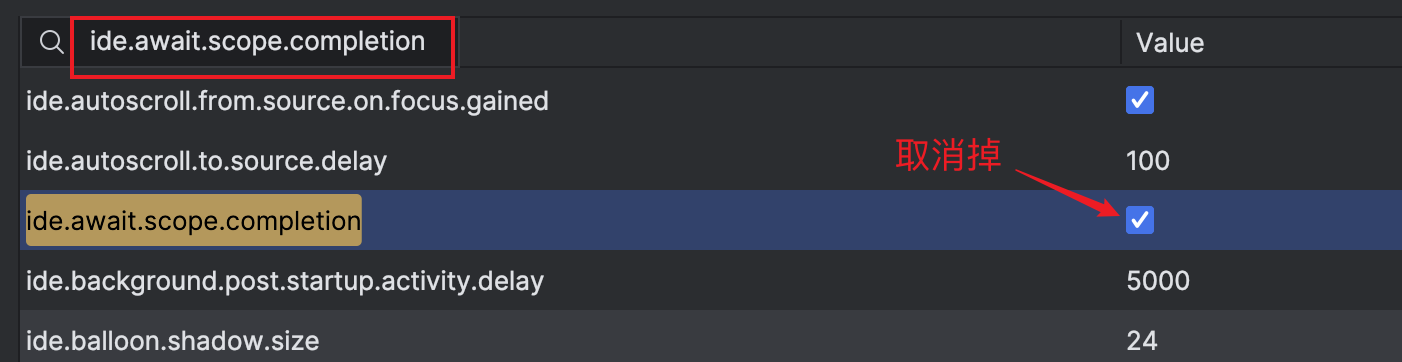 ide.await.scope.completion Value
ide.autoscroll.from.source.on.focus.gained
取消掉
ide.autoscroll.to.source.delay 100
ide.await.scope.completion
ide.background.post.startup.activity.delay 5000
ide.balloon.shadow.size 24